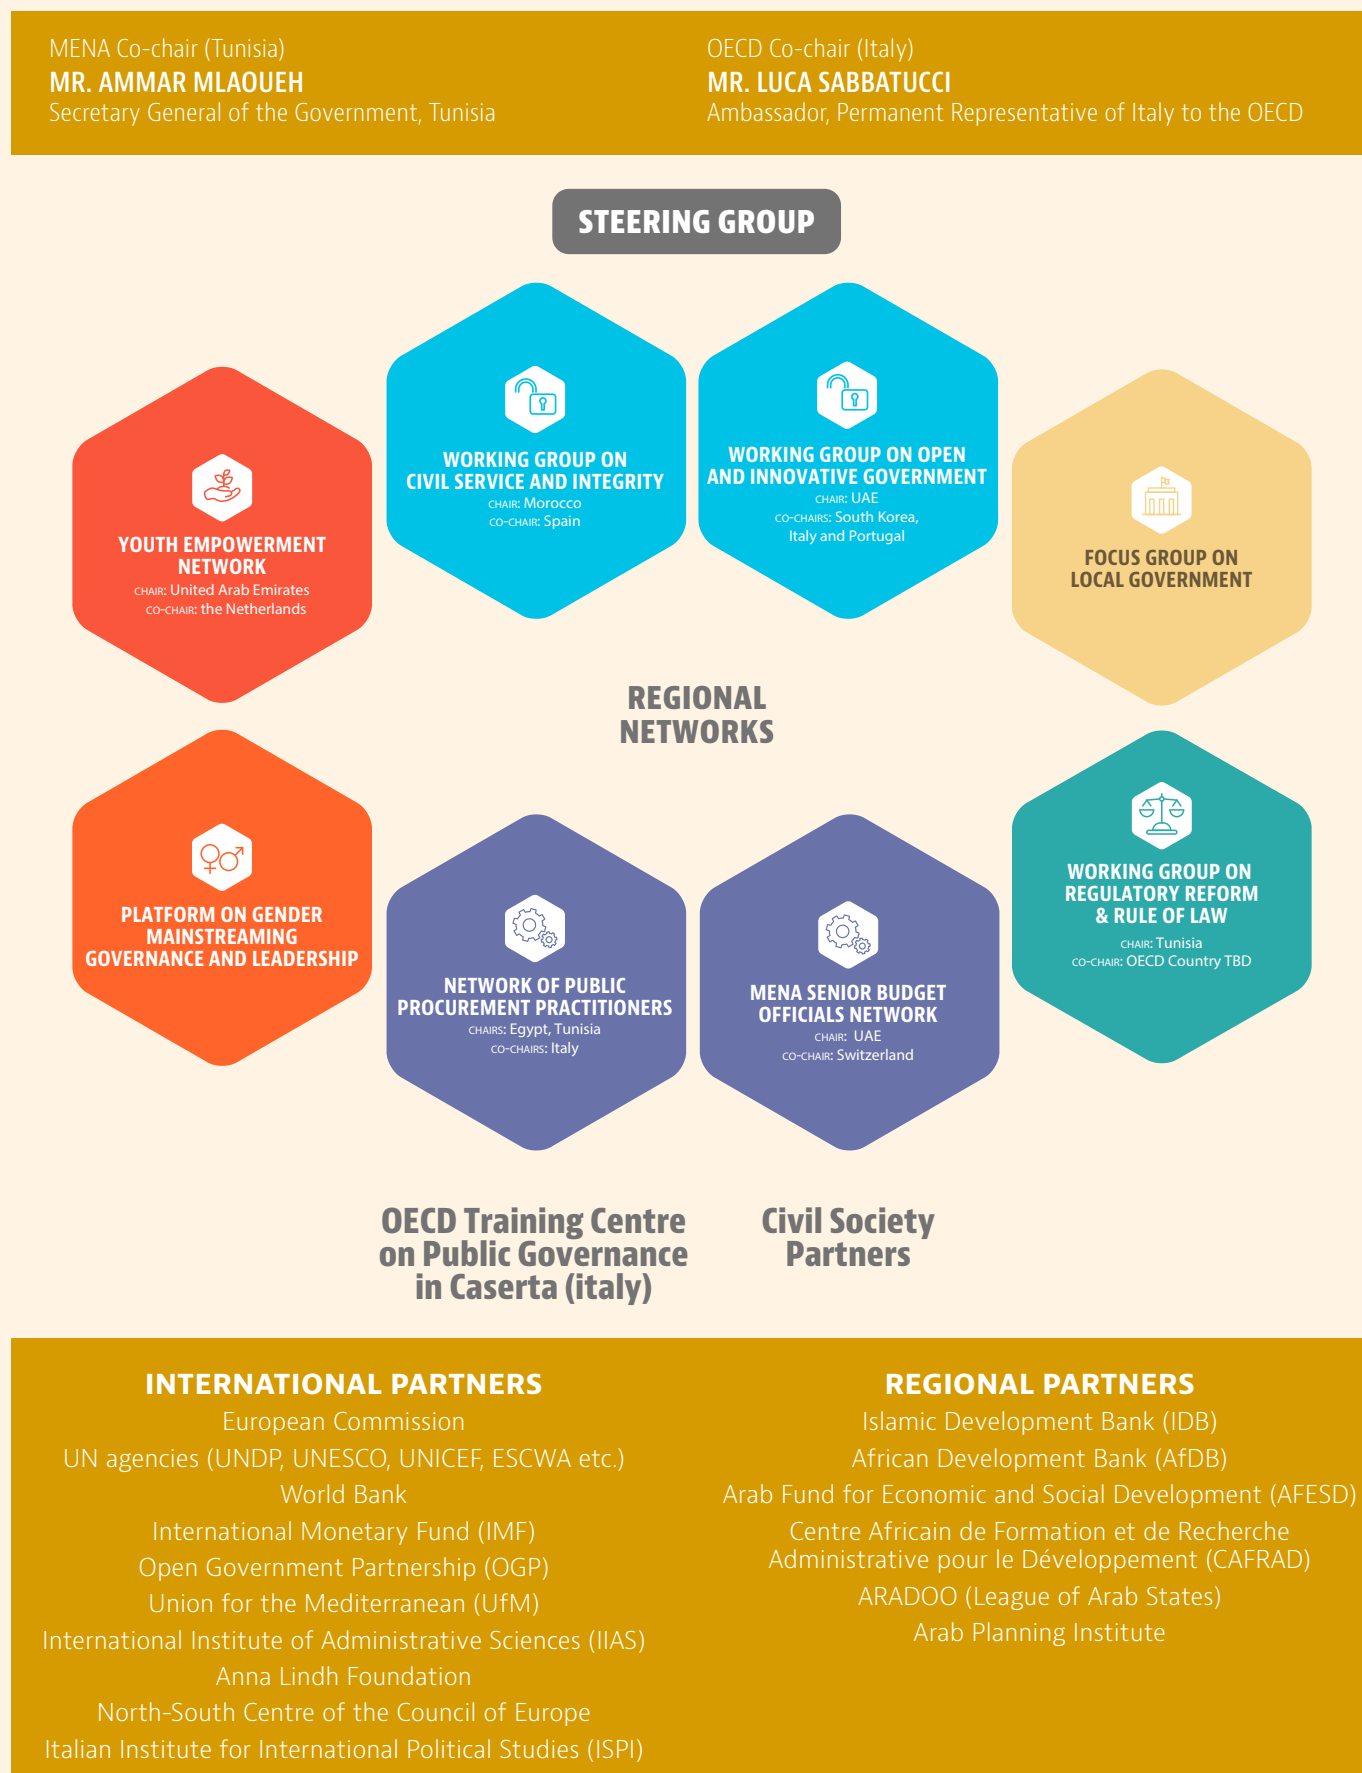 MENA Co-chair (Tunisia)
MR. AMMAR MLAOUEH
Secretary General of the Government, Tunisia
OECD Co-chair (Italy)
MR. LUCA SABBATUCCI
Ambassador, Permanent Representative of Italy to the OECD
STEERING GROUP
WORKING GROUP ON
CIVIL SERVICE AND INTEGRITY
CHAIR: Morocco
CO-CHAIR: Spain
WORKING GROUP ON OPEN
AND INNOVATIVE GOVERNMENT
CHAIR: UAE
CO-CHAIRS: South Korea,
Italy and Portugal
YOUTH EMPOWERMENT
NETWORK
CHAIR: United Arab Emirates
CO-CHAIR: the Netherlands
FOCUS GROUP ON
LOCAL GOVERNMENT
REGIONAL
NETWORKS
PLATFORM ON GENDER
MAINSTREAMING
GOVERNANCE AND LEADERSHIP
NETWORK OF PUBLIC
PROCUREMENT PRACTITIONERS
CHAIRS: Egypt, Tunisia
CO-CHAIRS: Italy
MENA SENIOR BUDGET
OFFICIALS NETWORK
CHAIR: UAE
CO-CHAIR: Switzerland
WORKING GROUP ON
REGULATORY REFORM
& RULE OF LAW
CHAIR: Tunisia
CO-CHAIR: OECD Country TBD
OECD Training Centre
on Public Governance
in Caserta (italy)
Civil Society
Partners
INTERNATIONAL PARTNERS
European Commission
UN agencies (UNDP, UNESCO, UNICEF, ESCWA etc.)
World Bank
International Monetary Fund (IMF)
Open Government Partnership (OGP)
Union for the Mediterranean (UfM)
International Institute of Administrative Sciences (IIAS)
Anna Lindh Foundation
North-South Centre of the Council of Europe
Italian Institute for International Political Studies (ISPI)
REGIONAL PARTNERS
Islamic Development Bank (IDB)
African Development Bank (AfDB)
Arab Fund for Economic and Social Development (AFESD)
Centre Africain de Formation et de Recherche
Administrative pour le Développement (CAFRAD)
ARADOO (League of Arab States)
Arab Planning Institute